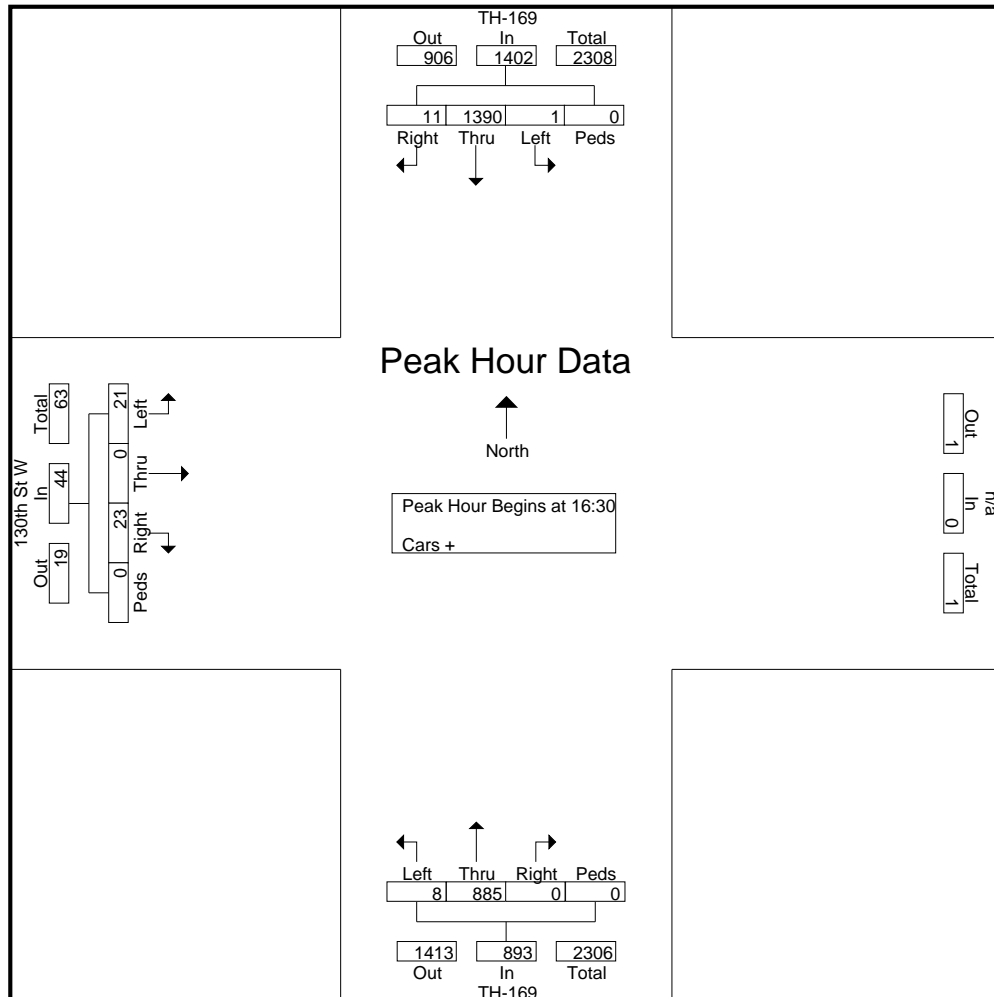 TH-169
Out In Total
906 1402 2308
11 1390 1 0
Right Thru Left Peds
Peak Hour Data
North
Peak Hour Begins at 16:30
Cars +
130th St W
Total In Out
63 44 19
21 0 23 0
Left Thru Right Peds
n/a
Out In Total
1 0 1
Left Thru Right Peds
8 885 0 0
1413 893 2306
Out In Total
TH-169